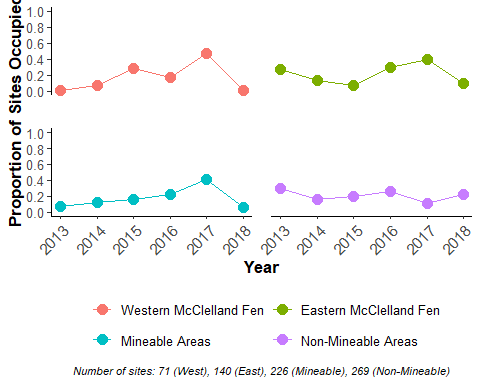 Proportion of Sites Occupied
1.0
0.8
0.6
0.4
0.2
0.0
1.0
0.8
0.6
0.4
0.2
0.0
2013 2014 2015 2016 2017 2018 2013 2014 2015 2016 2017 2018
Year
Western McClelland Fen Eastern McClelland Fen
Mineable Areas Non-Mineable Areas
Number of sites: 71 (West), 140 (East), 226 (Mineable), 269 (Non-Mineable)